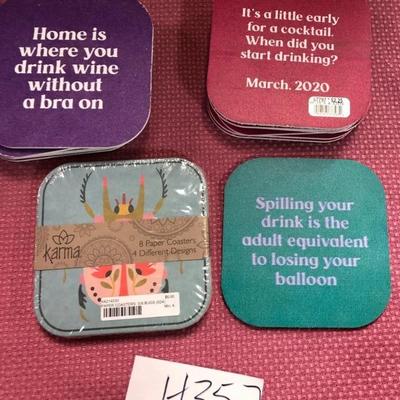 Home is
where you
drink wine
without
a bra on
It's a little early
for a cocktail.
When did you
start drinking?
March. 2020
karma
8 Paper Coasters
4 Different Designs
Spilling your
drink is the
adult equivalent
to losing your
balloon
H357